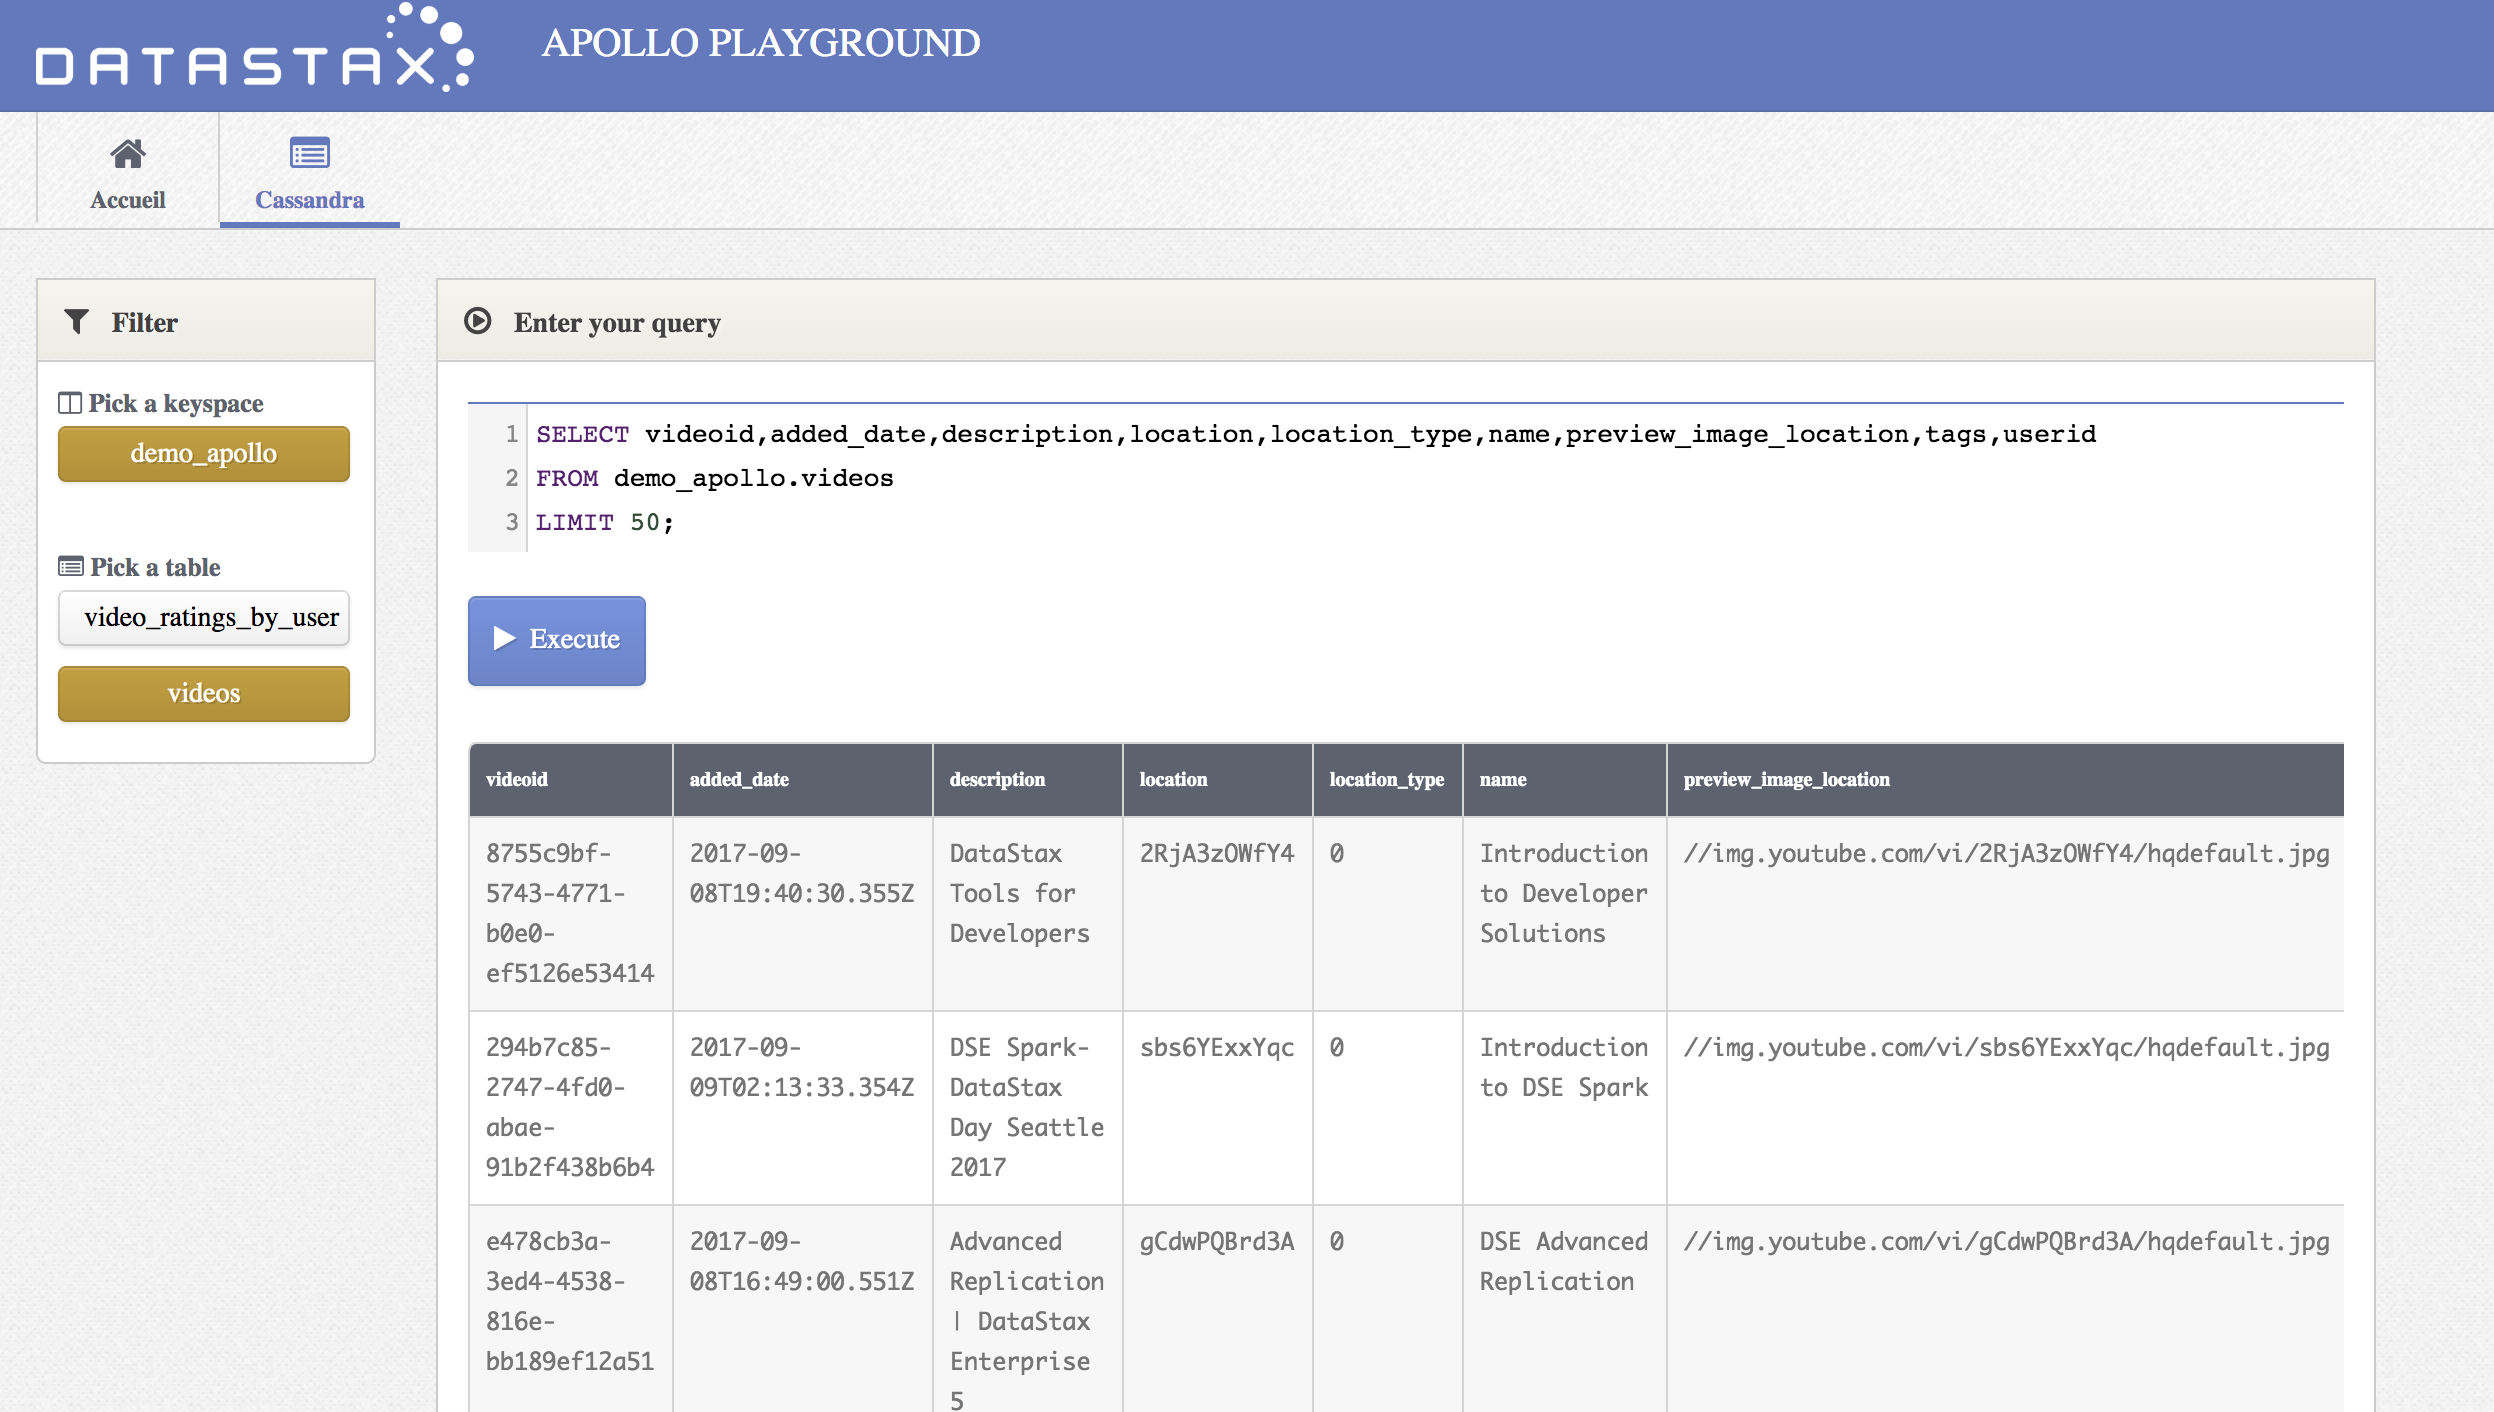 DATASTAX
APOLLO PLAYGROUND
Accueil
Cassandra
Filter
Pick a keyspace
demo_apollo
Pick a table
video_ratings_by_user
videos
Enter your query
1 SELECT videoid,added_date,description,location,location_type,name,preview_image_location,tags,userid
2 FROM demo_apollo.videos
3 LIMIT 50;
Execute
videoid added_date description location location_type name preview_image_location
8755c9bf- 2017-09- DataStax 2RjA3zOWfY4 0 Introduction //img.youtube.com/vi/2RjA3zOWfY4/hqdefault.jpg
5743-4771- 08T19:40:30.355Z Tools for to Developer
b0e0- Developers Solutions
ef5126e53414
294b7c85- 2017-09- DSE Spark- sbs6YExxYqc 0 Introduction //img.youtube.com/vi/sbs6YExxYqc/hqdefault.jpg
2747-4fd0- 09T02:13:33.354Z DataStax to DSE Spark
abae- Day Seattle
91b2f438b6b4 2017
e478cb3a- 2017-09- Advanced gCdwPQBrd3A 0 DSE Advanced //img.youtube.com/vi/gCdwPQBrd3A/hqdefault.jpg
3ed4-4538- 08T16:49:00.551Z Replication Replication
816e- | DataStax
bb189ef12a51 Enterprise
5